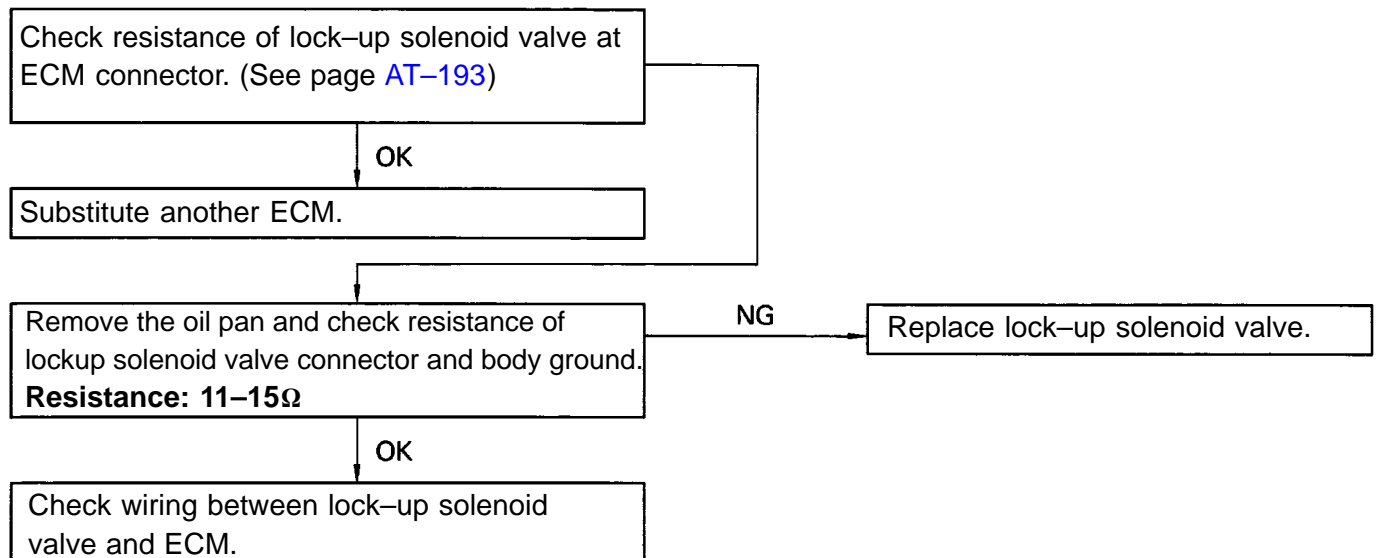 Check resistance of lock–up solenoid valve at
ECM connector. (See page AT–193)
OK
Substitute another ECM.
Remove the oil pan and check resistance of
lockup solenoid valve connector and body ground.
Resistance: 11–15Ω
NG
Replace lock–up solenoid valve.
OK
Check wiring between lock–up solenoid
valve and ECM.